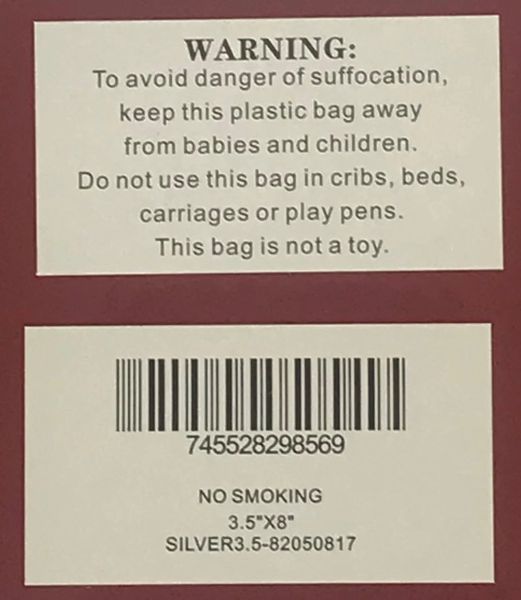 WARNING:
To avoid danger of suffocation,
keep this plastic bag away
from babies and children.
Do not use this bag in cribs, beds,
carriages or play pens.
This bag is not a toy.
745528298569
NO SMOKING
3.5"X8"
SILVER3.5-82050817